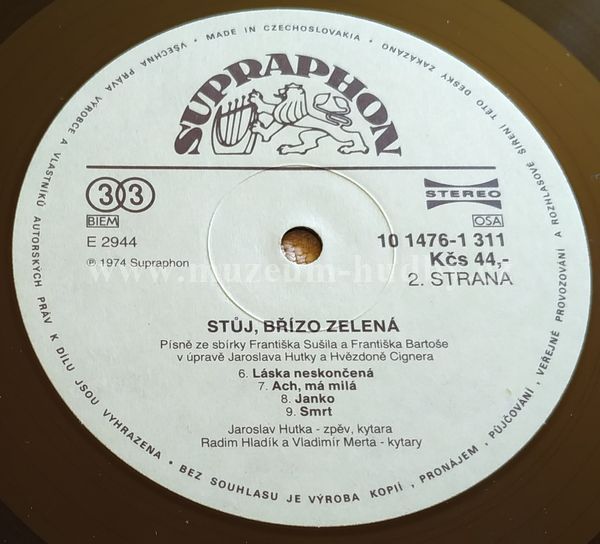 VŠECHNA PRÁVA VÝROBCE A VLASTNÍKŮ AUTORSKÝCH PRÁV K DÍLU JSOU VYHRAZENA • BEZ SOUHLASU JE VÝROBA KOPIÍ, PRONÁJEM, PŮJČOVÁNÍ, VEŘEJNÉ PROVOZOVÁNÍ A ROZHLASOVÉ ŠÍŘENÍ TÉTO DESKY ZAKÁZÁNO • MADE IN CZECHOSLOVAKIA •
SUPRAPHON
33
STEREO
BIEM
OSA
E 2944
10 1476-1 311
℗ 1974 Supraphon
Kčs 44,-
2. STRANA
STŮJ, BŘÍZO ZELENÁ
Písně ze sbírky Františka Sušila a Františka Bartoše
v úpravě Jaroslava Hutky a Hvězdoně Cignera
6. Láska neskončená
7. Ach, má milá
8. Janko
9. Smrt
Jaroslav Hutka - zpěv, kytara
Radim Hladík a Vladimír Merta - kytary